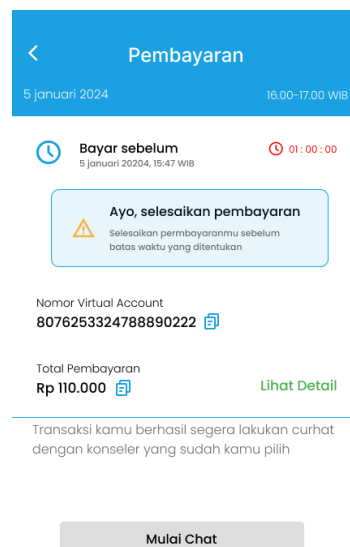 Pembayaran
5 januari 2024 16.00-17.00 WIB
Bayar sebelum 01 : 00 : 00
5 januari 20204, 15:47 WIB
Ayo, selesaikan pembayaran
Selesaikan permbayaranmu sebelum
batas waktu yang ditentukan
Nomor Virtual Account
8076253324788890222
Total Pembayaran
Rp 110.000 Lihat Detail
Transaksi kamu berhasil segera lakukan curhat
dengan konseler yang sudah kamu pilih
Mulai Chat